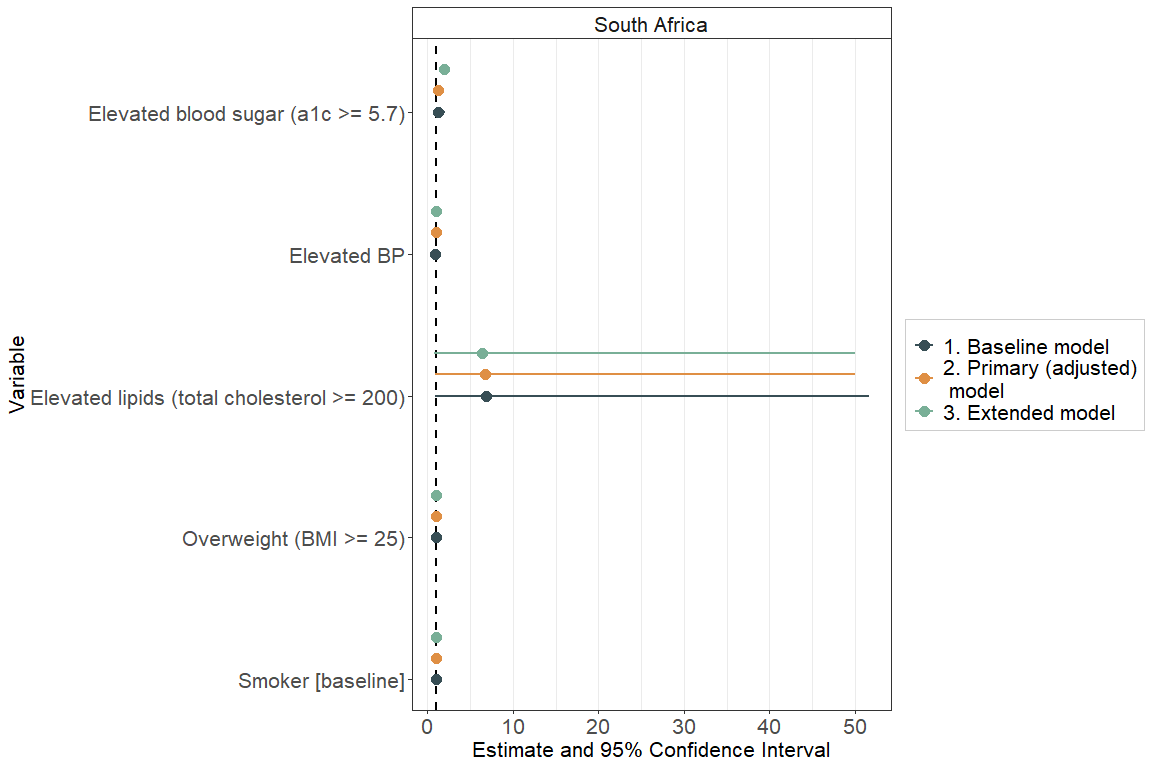 South Africa
Elevated blood sugar (a1c >= 5.7)
Elevated BP
Elevated lipids (total cholesterol >= 200)
Overweight (BMI >= 25)
Smoker [baseline]
Variable
0 10 20 30 40 50
Estimate and 95% Confidence Interval
1. Baseline model
2. Primary (adjusted)
model
3. Extended model